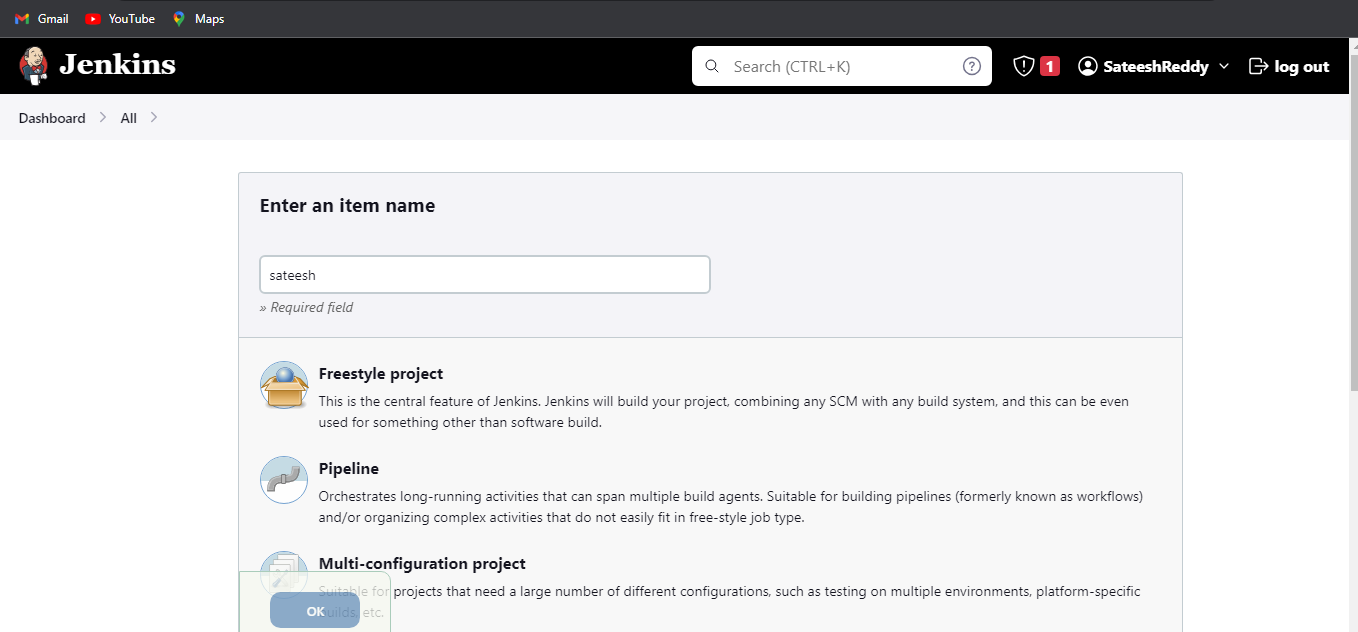 Gmail YouTube Maps
Jenkins Search (CTRL+K) ? 1 SateeshReddy log out
Dashboard All
Enter an item name
sateesh
» Required field
Freestyle project
This is the central feature of Jenkins. Jenkins will build your project, combining any SCM with any build system, and this can be even
used for something other than software build.
Pipeline
Orchestrates long-running activities that can span multiple build agents. Suitable for building pipelines (formerly known as workflows)
and/or organizing complex activities that do not easily fit in free-style job type.
Multi-configuration project
Suitable for projects that need a large number of different configurations, such as testing on multiple environments, platform-specific
OK builds, etc.